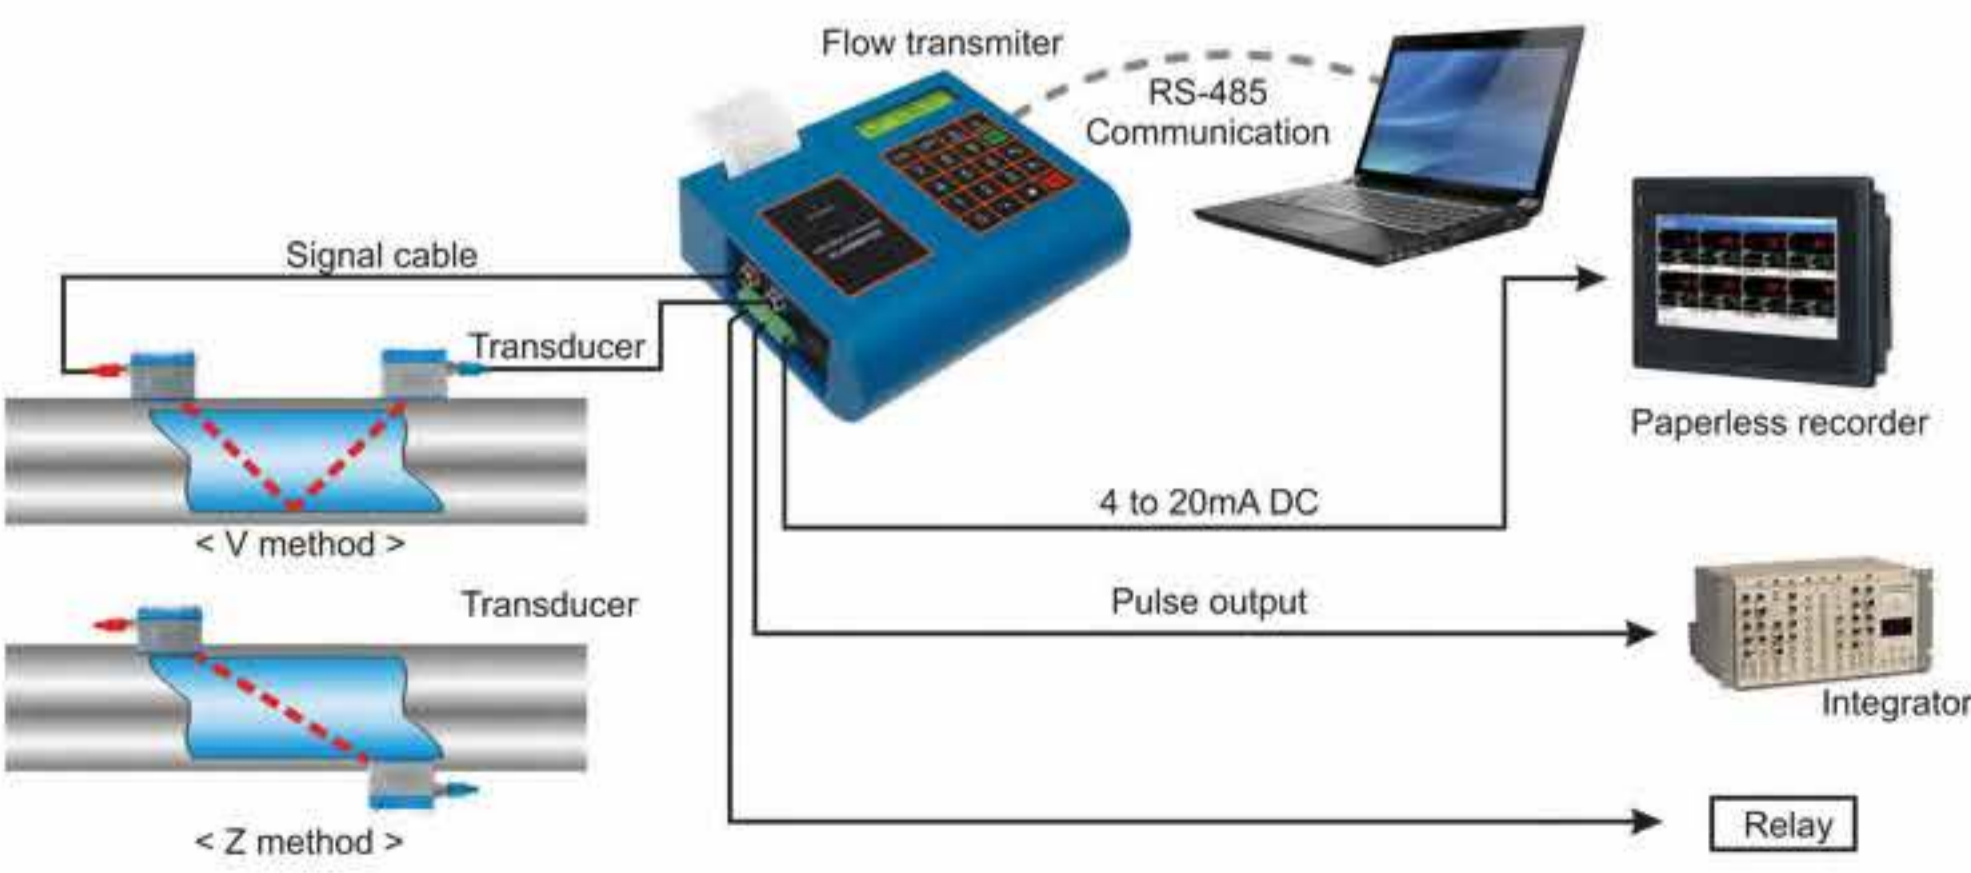 Flow transmiter
RS-485
Communication
Signal cable
Transducer
< V method >
Transducer
< Z method >
Paperless recorder
4 to 20mA DC
Pulse output
Integrator
Relay